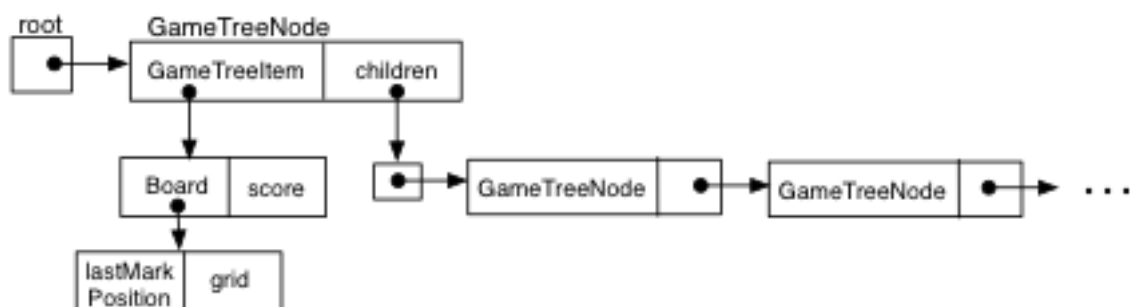 root
GameTreeNode
GameTreeItem children
Board score
GameTreeNode
GameTreeNode
...
lastMark
Position
grid